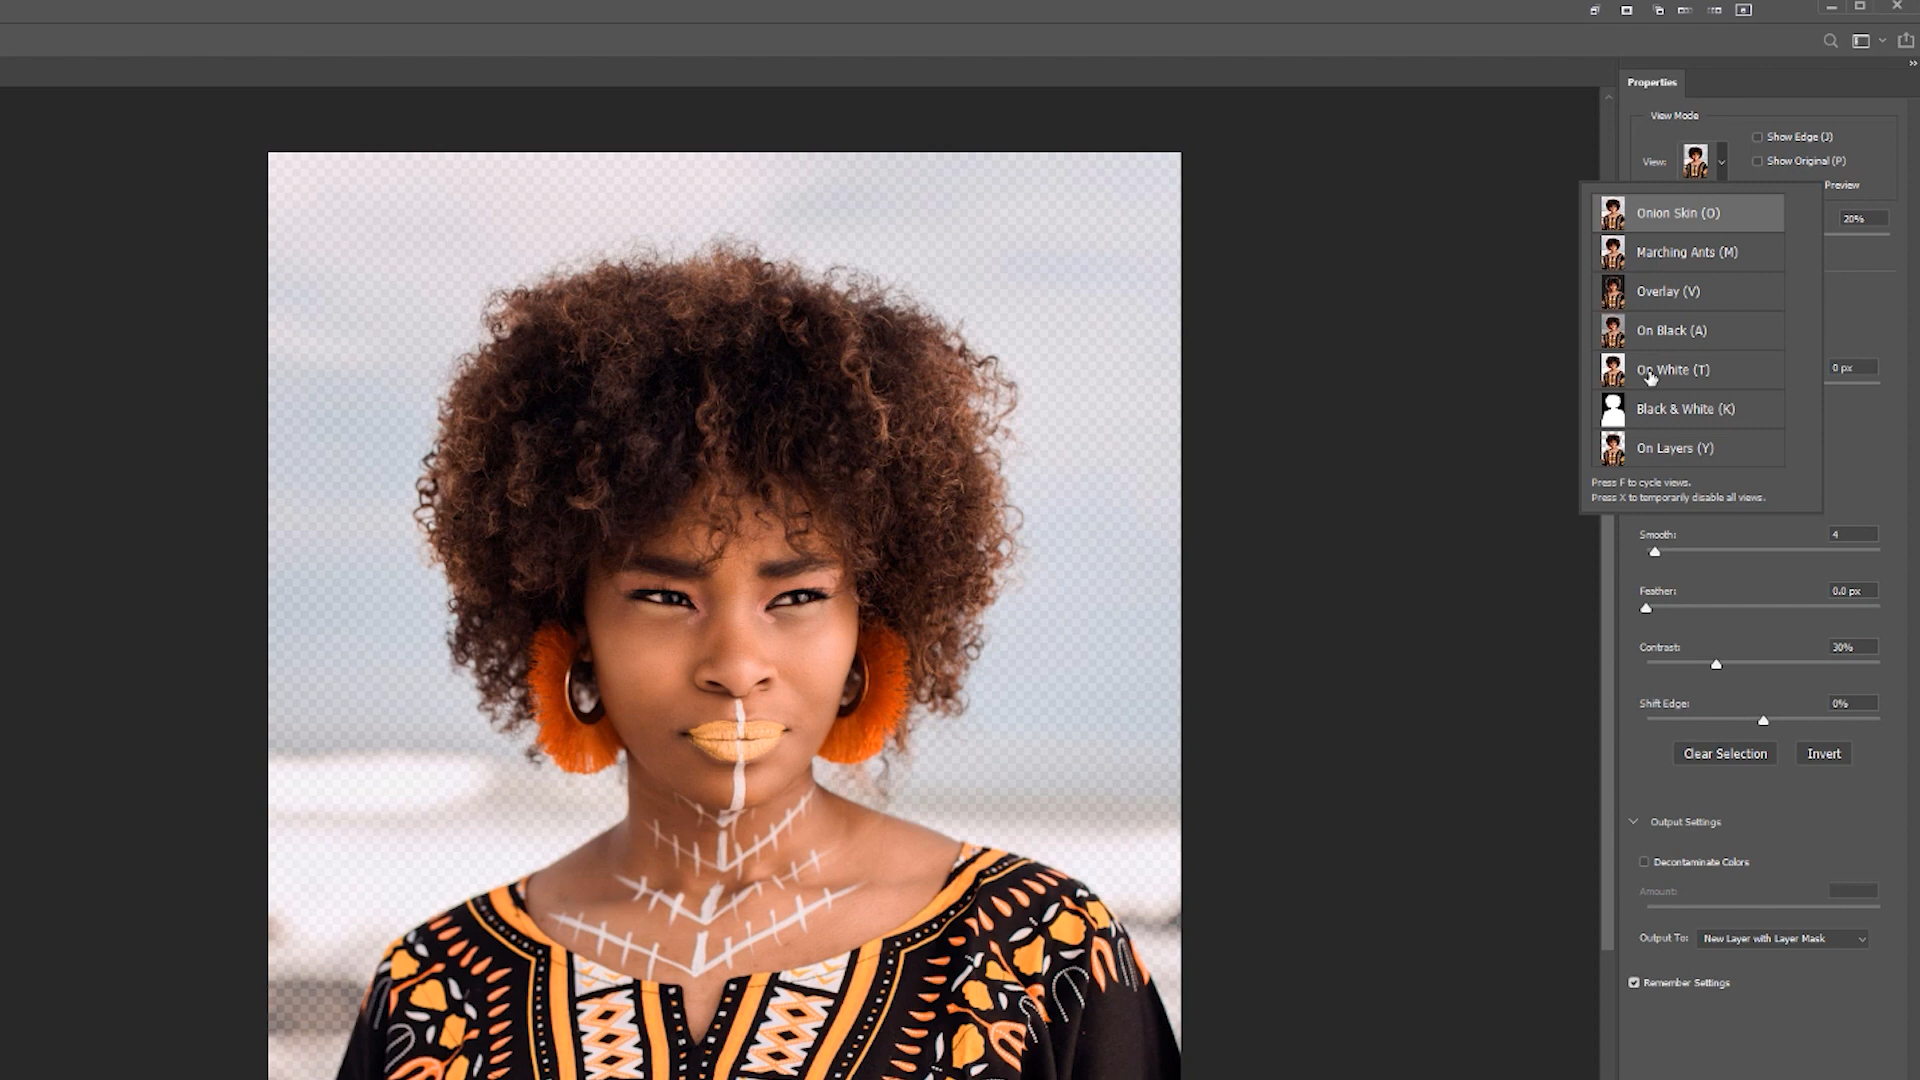 Properties
View Mode
Show Edge (J)
View:
Show Original (P)
Preview
Onion Skin (O)
20%
Marching Ants (M)
Overlay (V)
On Black (A)
On White (T)
0 px
Black & White (K)
On Layers (Y)
Press F to cycle views.
Press X to temporarily disable all views.
Smooth:
4
Feather:
0.0 px
Contrast:
30%
Shift Edge:
0%
Clear Selection
Invert
Output Settings
Decontaminate Colors
Amount:
Output To:
New Layer with Layer Mask
Remember Settings